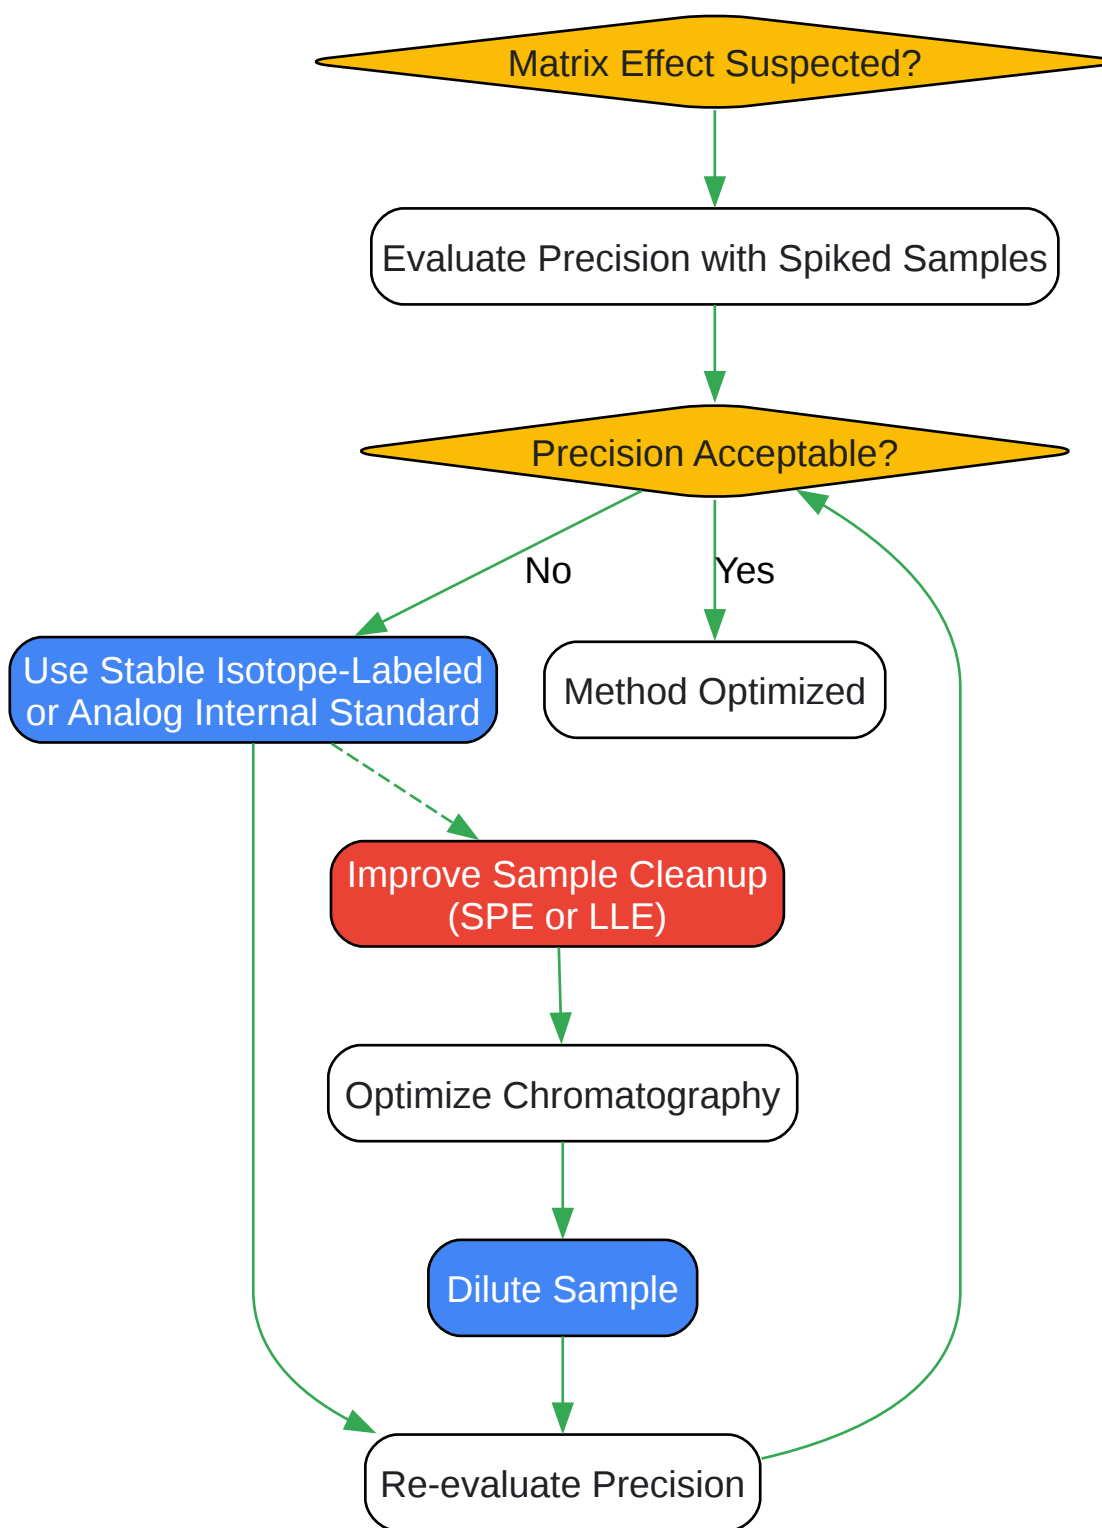 Matrix Effect Suspected?
Evaluate Precision with Spiked Samples
Precision Acceptable?
No
Yes
Use Stable Isotope-Labeled
or Analog Internal Standard
Method Optimized
Improve Sample Cleanup
(SPE or LLE)
Optimize Chromatography
Dilute Sample
Re-evaluate Precision